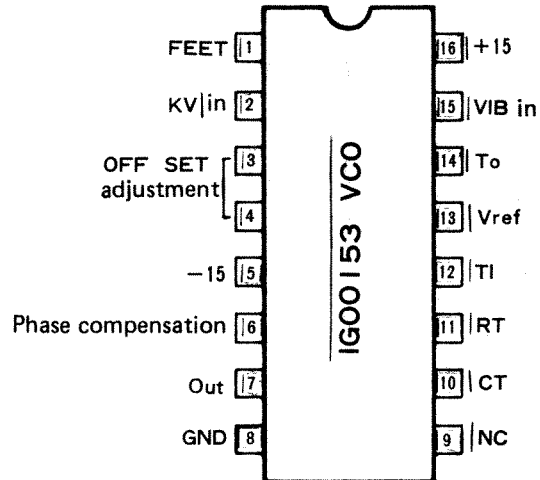 FEET 1
KV in 2
OFF SET
adjustment
3
4
-15 5
Phase compensation 6
Out 7
GND 8
IG00153 VCO
16 +15
15 VIB in
14 To
13 Vref
12 TI
11 RT
10 CT
9 NC